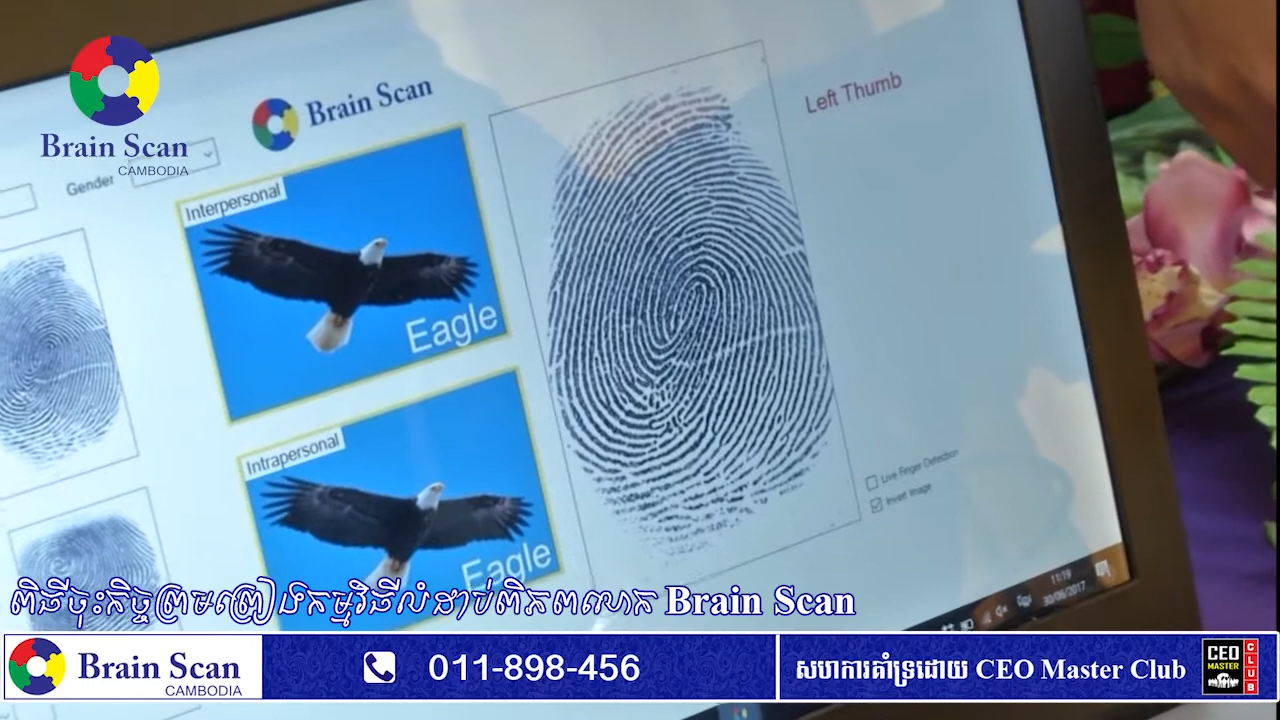 Brain Scan
CAMBODIA
Gender
Brain Scan
Interpersonal
Eagle
Intrapersonal
Eagle
Left Thumb
Live Finger Detection
Invert Image
11:19
30/06/2017
ពិធីចុះកិច្ចព្រមព្រៀងកម្មវិធីលំដាប់ពិភពលោក Brain Scan
Brain Scan
CAMBODIA
011-898-456
សហការគាំទ្រដោយ CEO Master Club
CEO
MASTER
CLUB